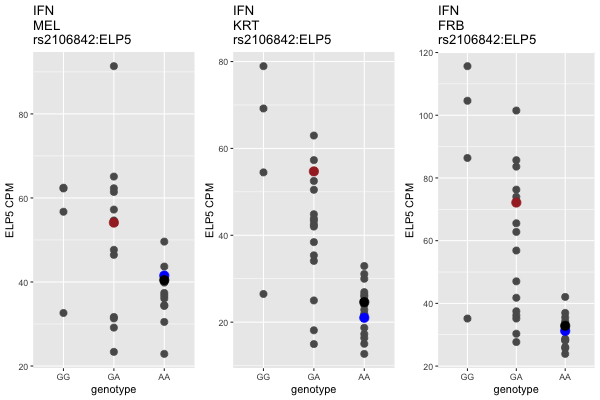 IFN
MEL
rs2106842:ELP5
ELP5 CPM
80
60
40
20
GG GA AA
genotype
IFN
KRT
rs2106842:ELP5
ELP5 CPM
80
60
40
20
GG GA AA
genotype
IFN
FRB
rs2106842:ELP5
ELP5 CPM
120
100
80
60
40
20
GG GA AA
genotype